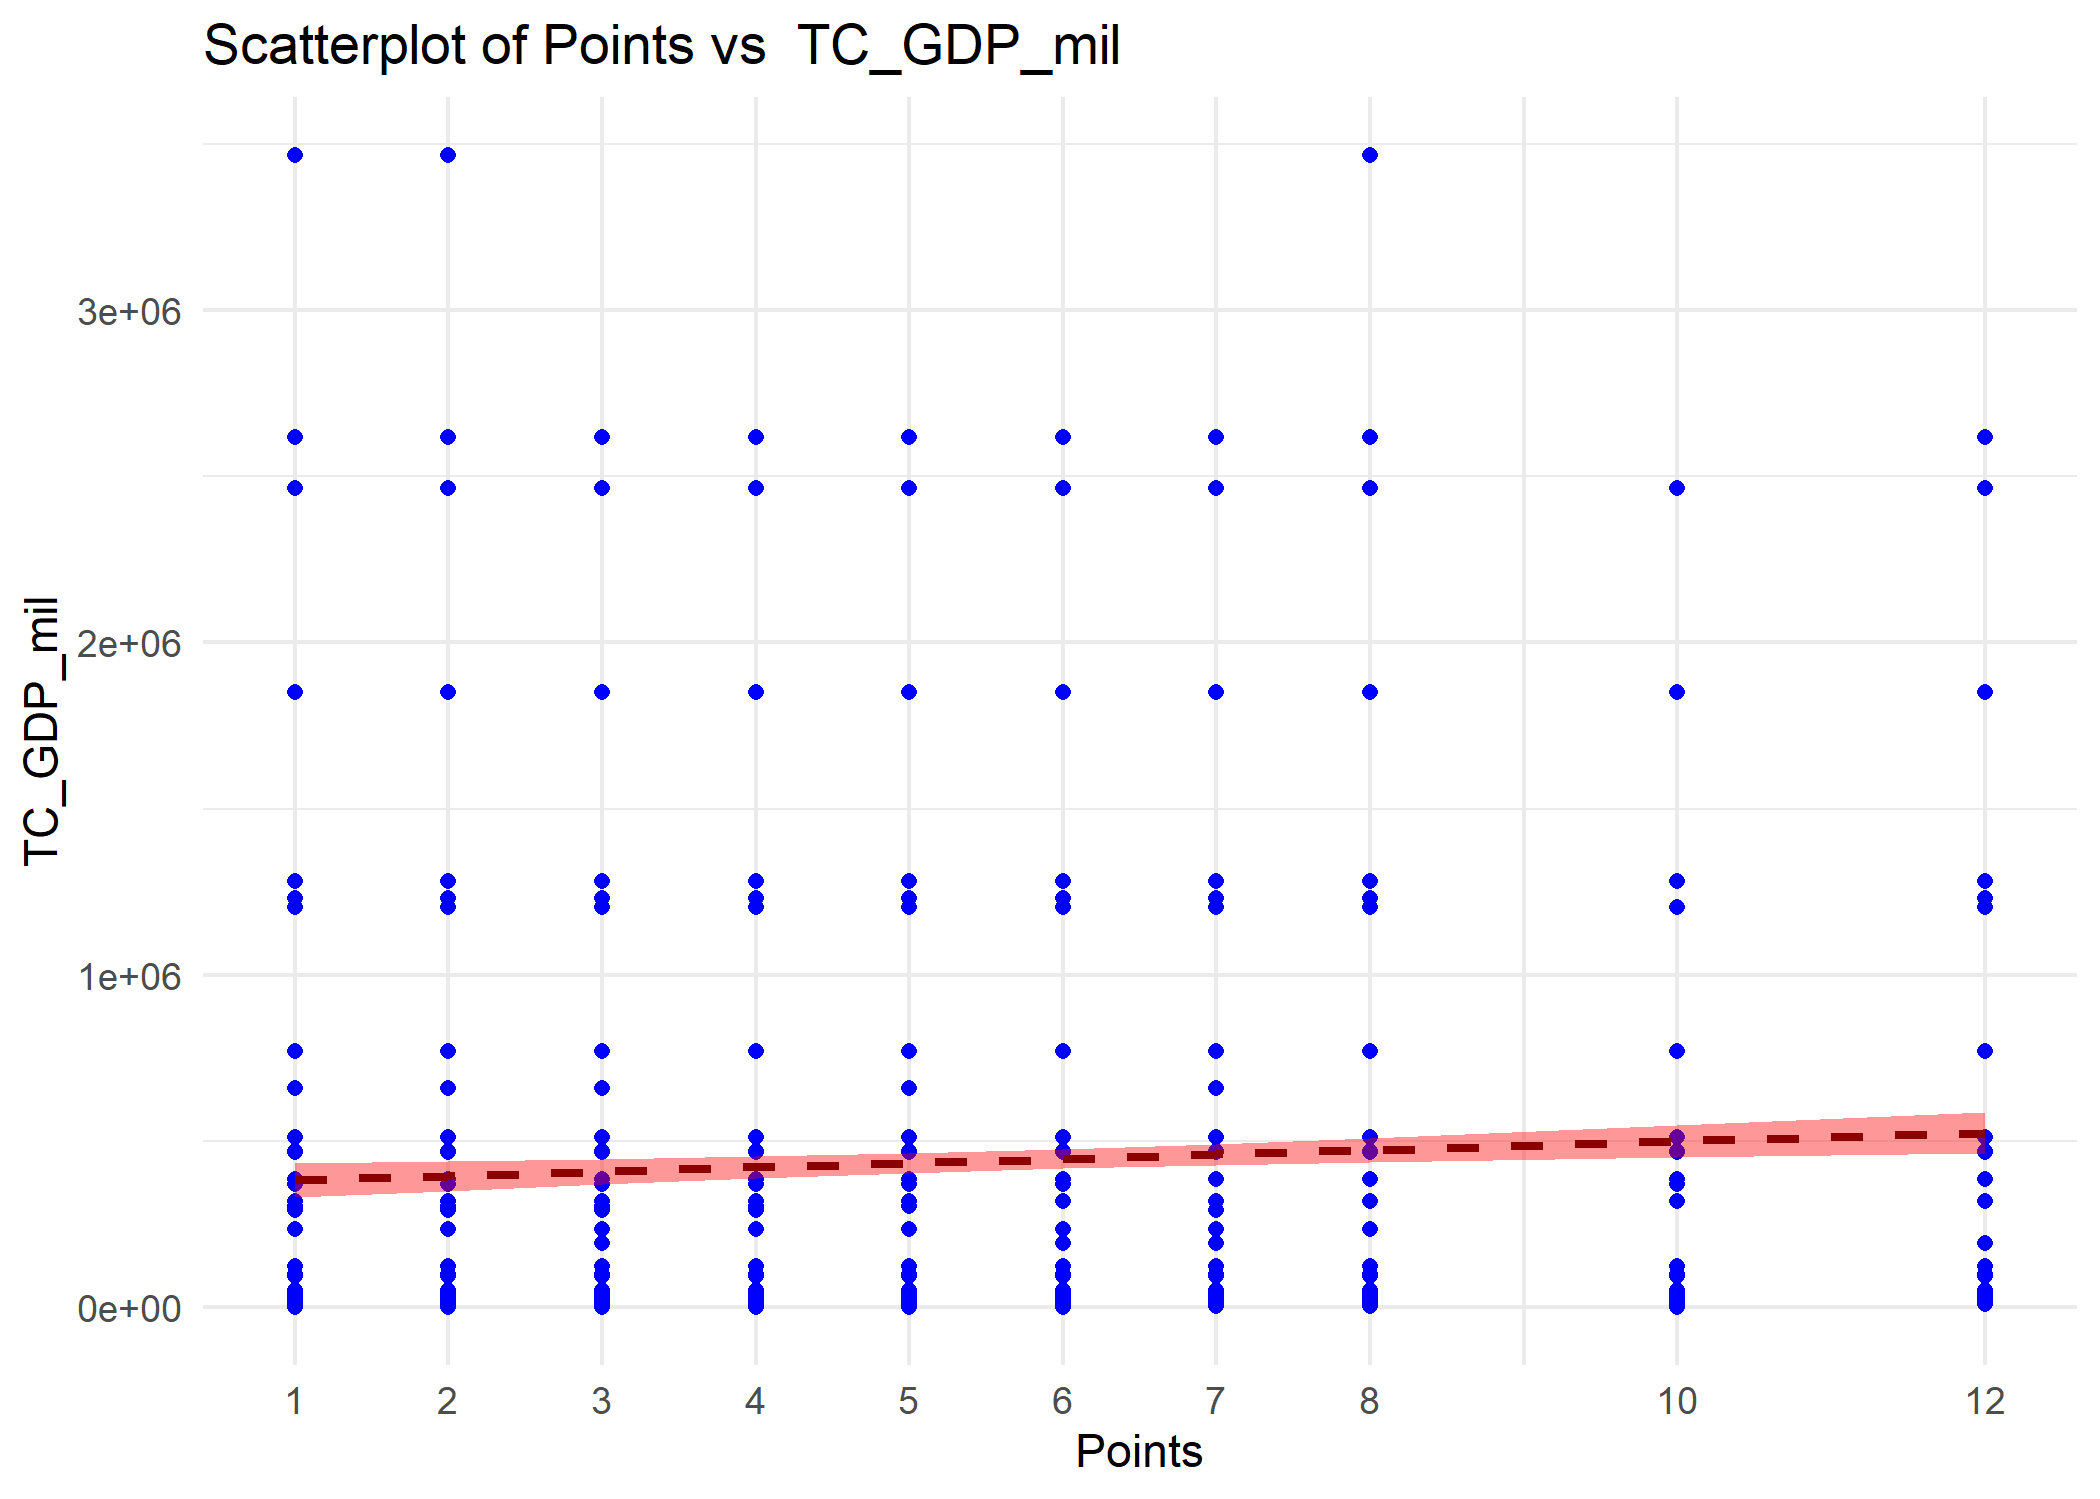 Scatterplot of Points vs  TC_GDP_mil
TC_GDP_mil
3e+06
2e+06
1e+06
0e+00
1 2 3 4 5 6 7 8 10 12
Points